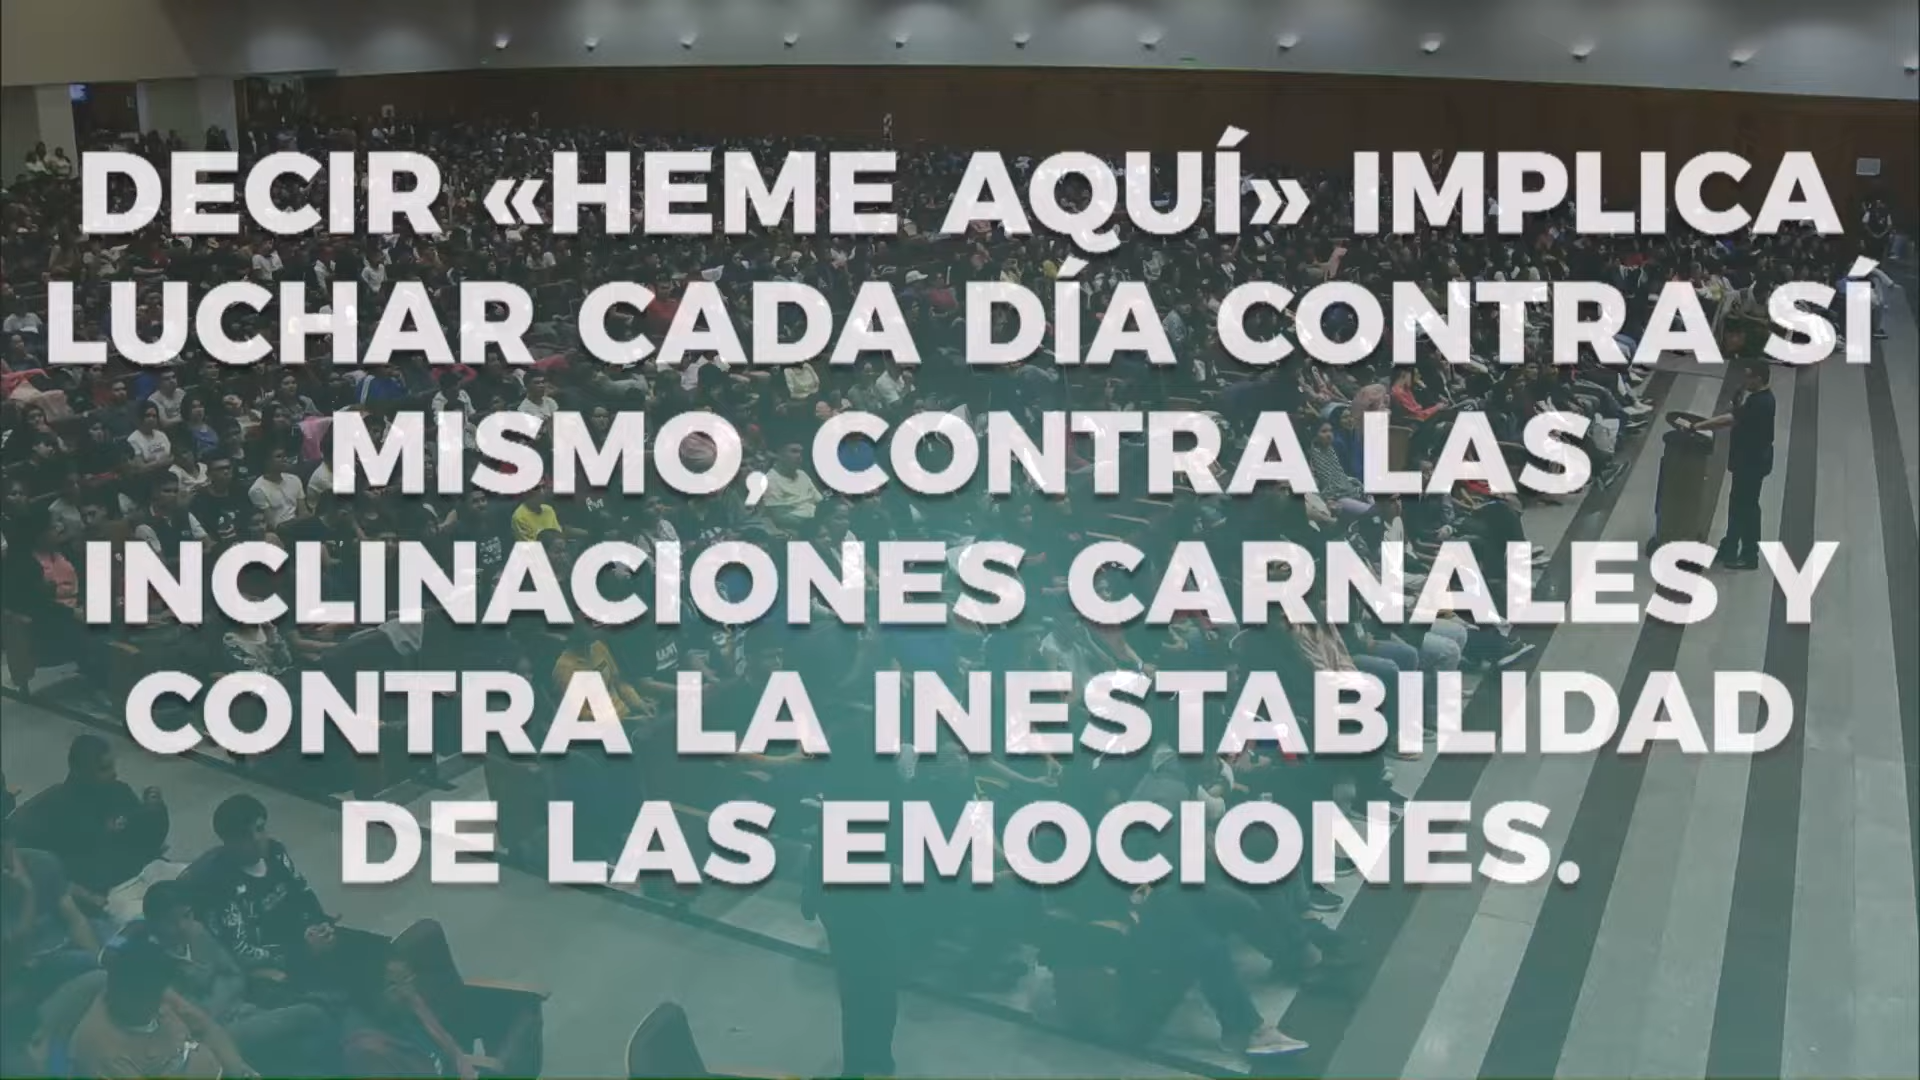 DECIR «HEME AQUÍ» IMPLICA
LUCHAR CADA DÍA CONTRA SÍ
MISMO, CONTRA LAS
INCLINACIONES CARNALES Y
CONTRA LA INESTABILIDAD
DE LAS EMOCIONES.